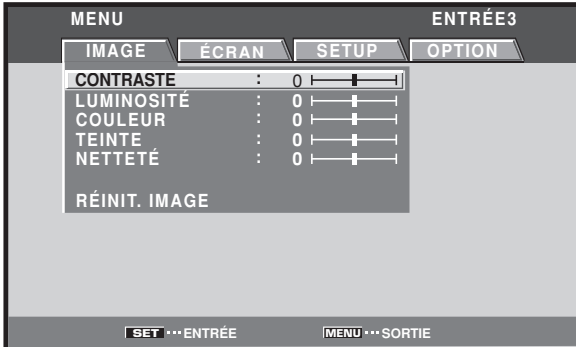 MENU ENTRÉE3
IMAGE ÉCRAN SETUP OPTION
CONTRASTE : 0
LUMINOSITÉ : 0
COULEUR : 0
TEINTE : 0
NETTETÉ : 0
RÉINIT. IMAGE
SET ··· ENTRÉE MENU ··· SORTIE